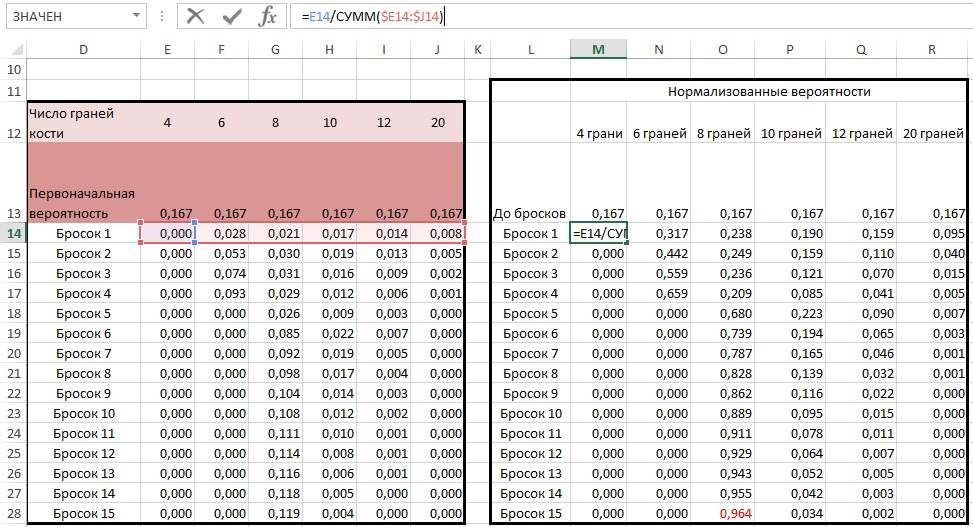 ЗНАЧЕН =E14/СУММ($E14:$J14)
D E F G H I J K L M N O P Q R
10
11 Нормализованные вероятности
12 Число граней кости 4 6 8 10 12 20 4 грани 6 граней 8 граней 10 граней 12 граней 20 граней
13 Первоначальная вероятность 0,167 0,167 0,167 0,167 0,167 0,167 До бросков 0,167 0,167 0,167 0,167 0,167 0,167
14 Бросок 1 0,000 0,028 0,021 0,017 0,014 0,008 Бросок 1 =E14/СУМ 0,317 0,238 0,190 0,159 0,095
15 Бросок 2 0,000 0,053 0,030 0,019 0,013 0,005 Бросок 2 0,000 0,442 0,249 0,159 0,110 0,040
16 Бросок 3 0,000 0,074 0,031 0,016 0,009 0,002 Бросок 3 0,000 0,559 0,236 0,121 0,070 0,015
17 Бросок 4 0,000 0,093 0,029 0,012 0,006 0,001 Бросок 4 0,000 0,659 0,209 0,085 0,041 0,005
18 Бросок 5 0,000 0,000 0,026 0,009 0,003 0,000 Бросок 5 0,000 0,000 0,680 0,223 0,090 0,007
19 Бросок 6 0,000 0,000 0,085 0,022 0,007 0,000 Бросок 6 0,000 0,000 0,739 0,194 0,065 0,003
20 Бросок 7 0,000 0,000 0,092 0,019 0,005 0,000 Бросок 7 0,000 0,000 0,787 0,165 0,046 0,001
21 Бросок 8 0,000 0,000 0,098 0,017 0,004 0,000 Бросок 8 0,000 0,000 0,828 0,139 0,032 0,001
22 Бросок 9 0,000 0,000 0,104 0,014 0,003 0,000 Бросок 9 0,000 0,000 0,862 0,116 0,022 0,000
23 Бросок 10 0,000 0,000 0,108 0,012 0,002 0,000 Бросок 10 0,000 0,000 0,889 0,095 0,015 0,000
24 Бросок 11 0,000 0,000 0,111 0,010 0,001 0,000 Бросок 11 0,000 0,000 0,911 0,078 0,011 0,000
25 Бросок 12 0,000 0,000 0,114 0,008 0,001 0,000 Бросок 12 0,000 0,000 0,929 0,064 0,007 0,000
26 Бросок 13 0,000 0,000 0,116 0,006 0,001 0,000 Бросок 13 0,000 0,000 0,943 0,052 0,005 0,000
27 Бросок 14 0,000 0,000 0,118 0,005 0,000 0,000 Бросок 14 0,000 0,000 0,955 0,042 0,003 0,000
28 Бросок 15 0,000 0,000 0,119 0,004 0,000 0,000 Бросок 15 0,000 0,000 0,964 0,034 0,002 0,000